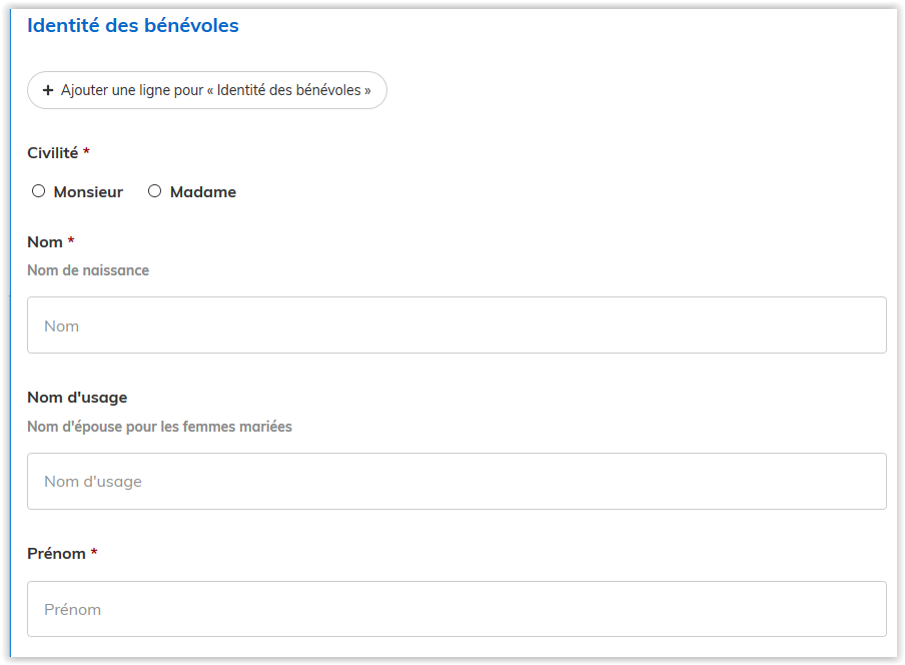 Identité des bénévoles
+ Ajouter une ligne pour « Identité des bénévoles »
Civilité *
Monsieur Madame
Nom *
Nom de naissance
Nom
Nom d'usage
Nom d'épouse pour les femmes mariées
Nom d'usage
Prénom *
Prénom